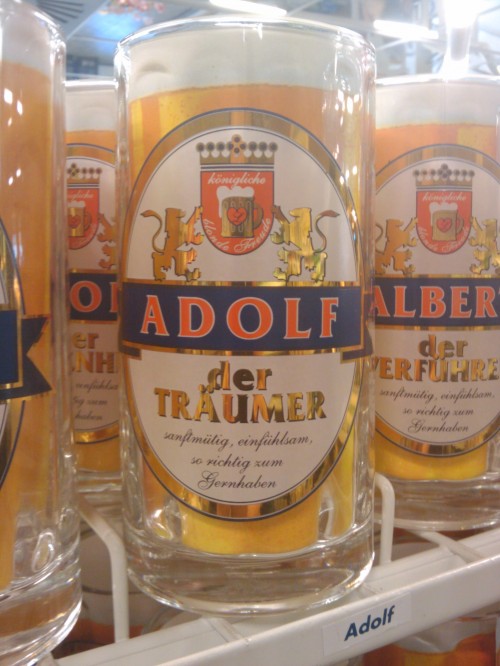 königliche
ADOLF
der
TRÄUMER
sanftmütig, einfühlsam,
so richtig zum
Gernhaben
königliche
ALBER
der
VERFÜHRE
sanftmütig, einfühlsam,
so richtig zum
Gernhaben
Adolf